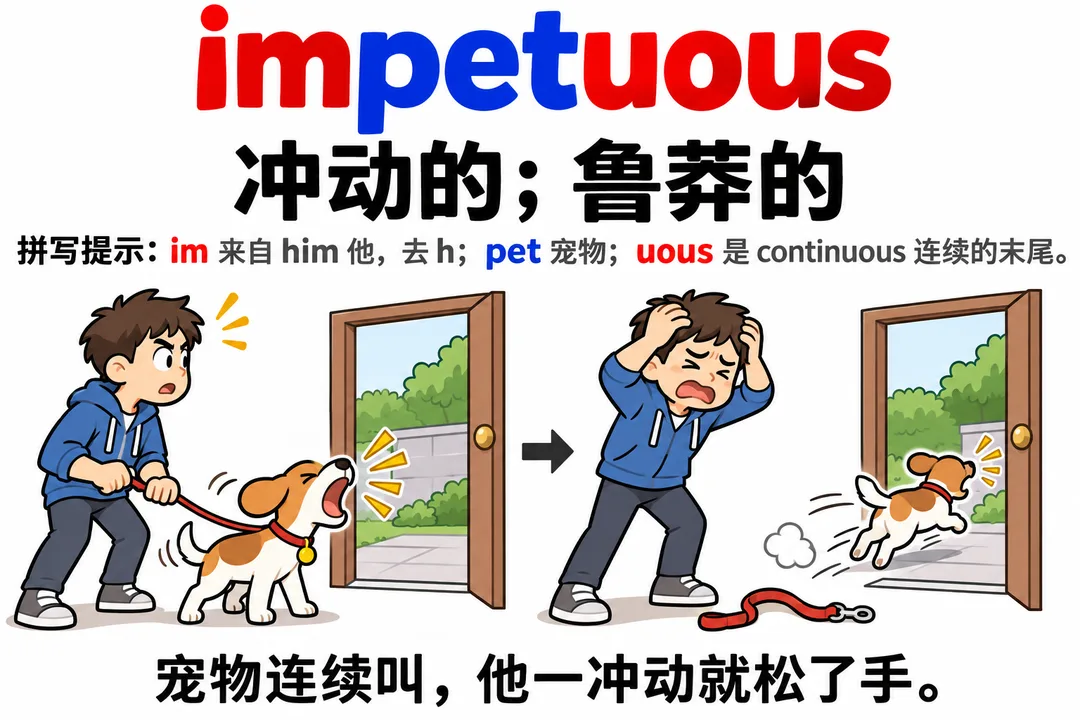 impetuous
冲动的；鲁莽的
拼写提示：im 来自 him 他，去 h；pet 宠物；uous 是 continuous 连续的末尾。
宠物连续叫，他一冲动就松了手。